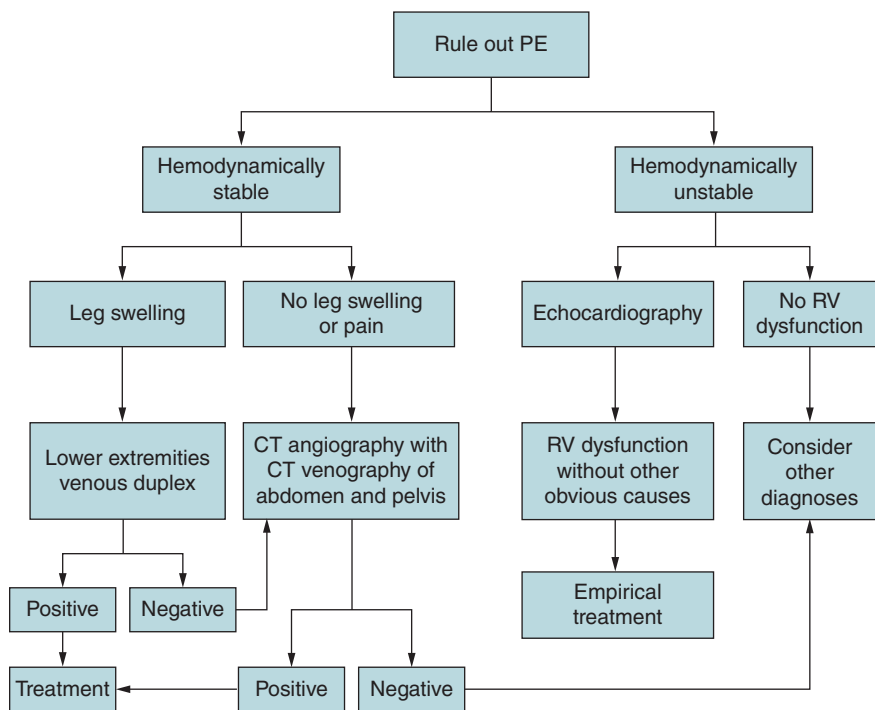 Rule out PE
Hemodynamically
stable
Hemodynamically
unstable
Leg swelling
No leg swelling
or pain
Echocardiography
No RV
dysfunction
Lower extremities
venous duplex
CT angiography with
CT venography of
abdomen and pelvis
RV dysfunction
without other
obvious causes
Consider
other
diagnoses
Positive
Negative
Empirical
treatment
Treatment
Positive
Negative